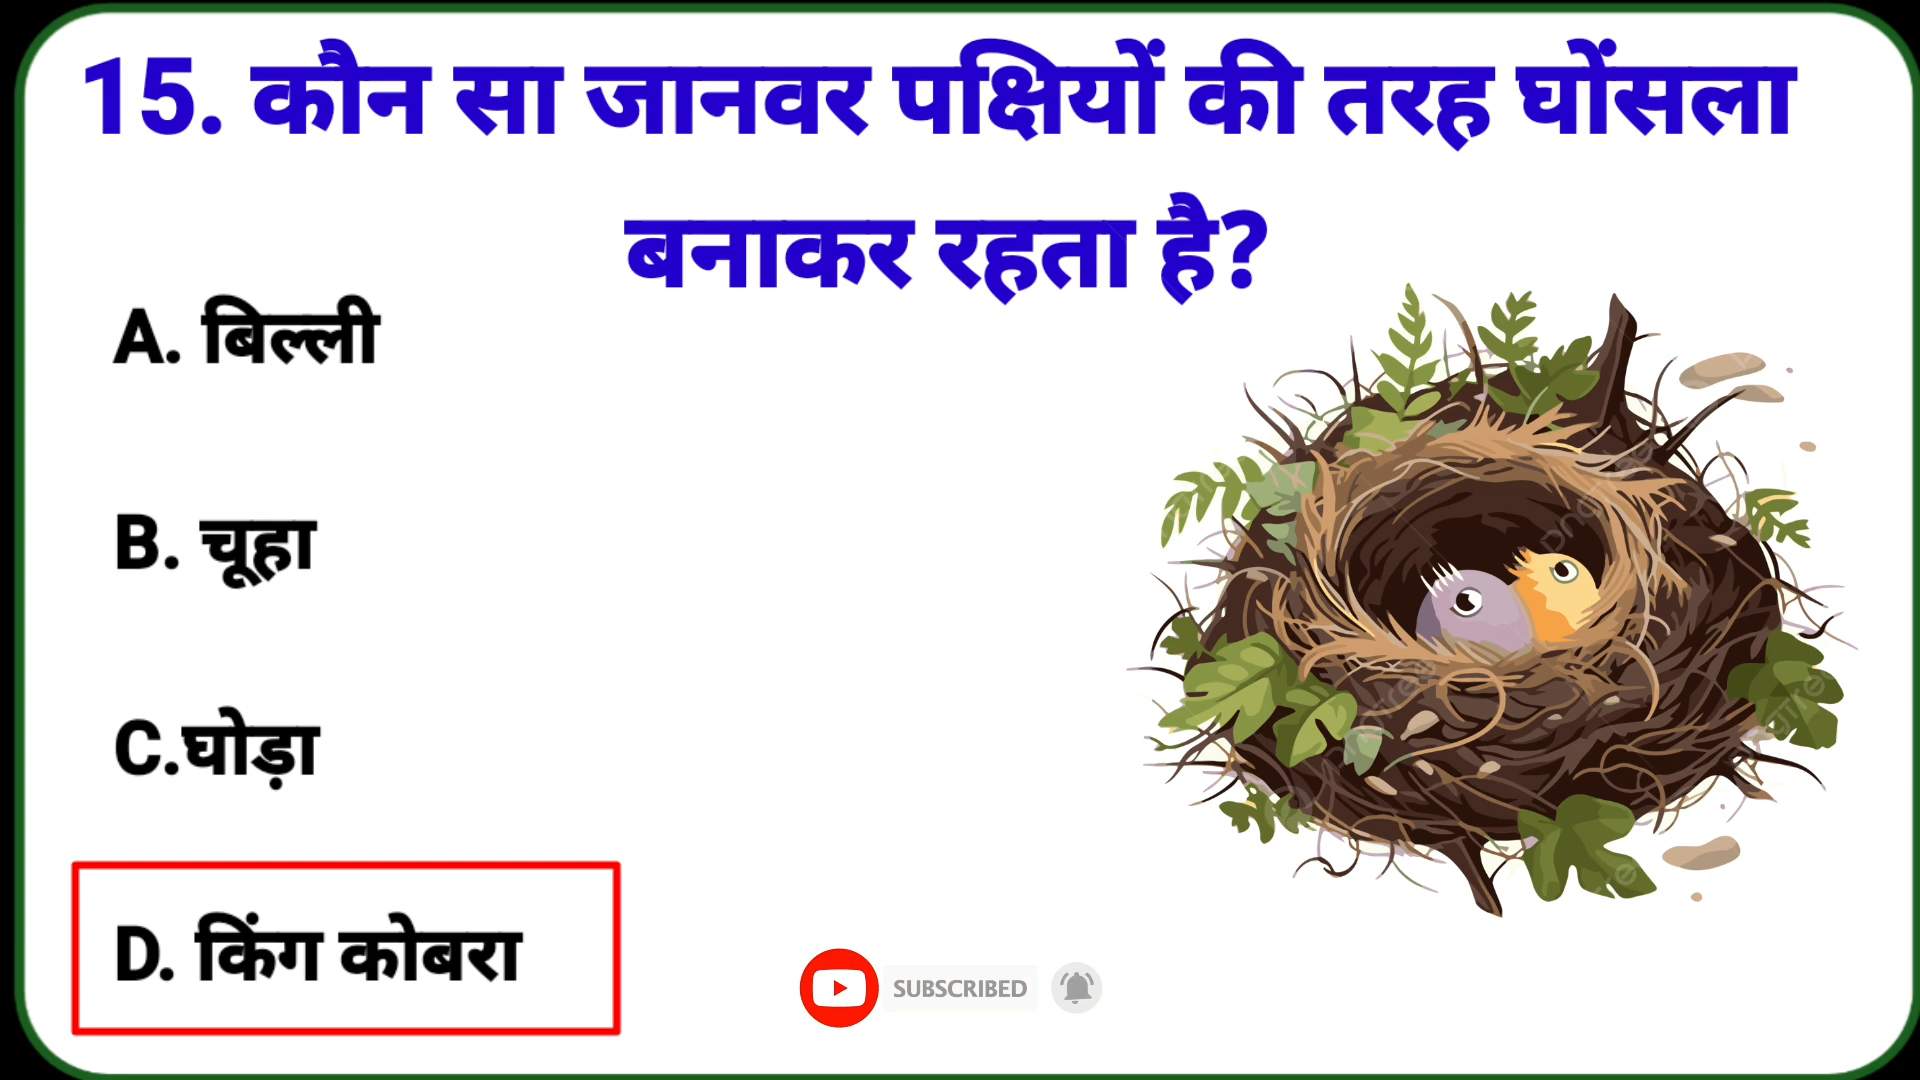 15. कौन सा जानवर पक्षियों की तरह घोंसला
बनाकर रहता है?
A. बिल्ली
B. चूहा
C.घोड़ा
D. किंग कोबरा
SUBSCRIBED